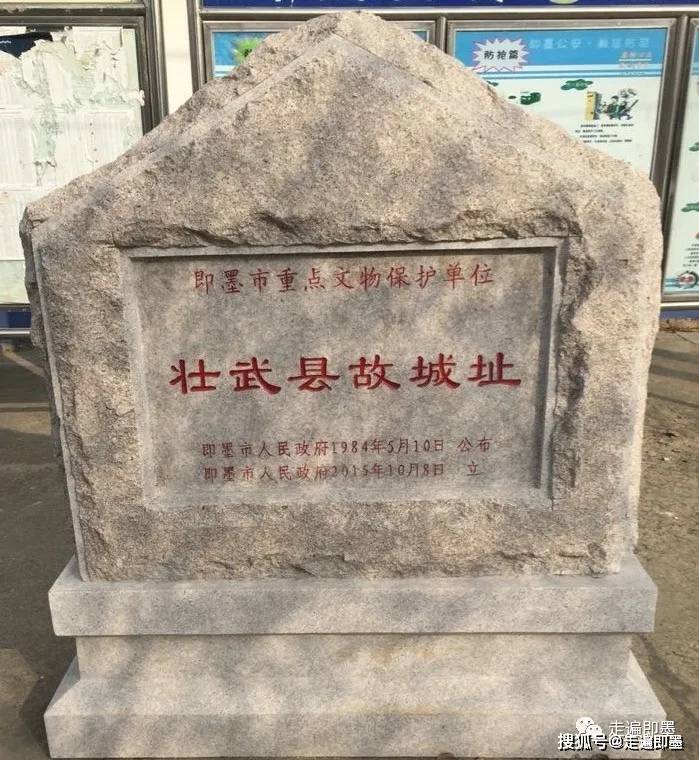 防抢篇
即墨市重点文物保护单位
壮武县故城址
即墨市人民政府1984年5月10日 公布
即墨市人民政府2015年10月8日 立
走遍即墨
搜狐号@走遍即墨